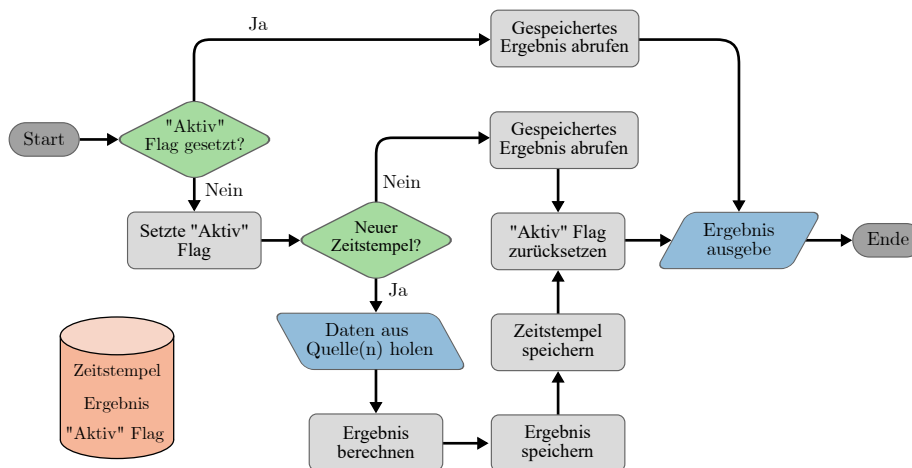 Ja
Gespeichertes
Ergebnis abrufen
Start
"Aktiv"
Flag gesetzt?
Gespeichertes
Ergebnis abrufen
Nein
Nein
Setzte "Aktiv"
Flag
Neuer
Zeitstempel?
"Aktiv" Flag
zurücksetzen
Ergebnis
ausgebe
Ende
Ja
Daten aus
Quelle(n) holen
Zeitstempel
speichern
Zeitstempel
Ergebnis
"Aktiv" Flag
Ergebnis
berechnen
Ergebnis
speichern